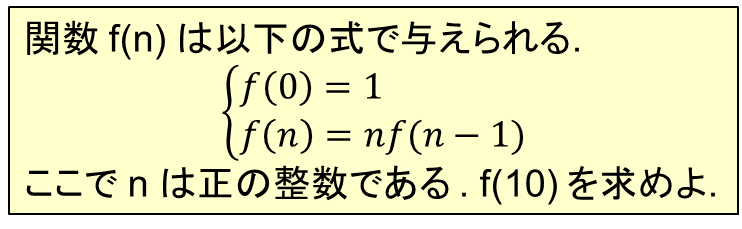 関数 f(n) は以下の式で与えられる.
f(0) = 1
f(n) = nf(n − 1)
ここで n は正の整数である . f(10) を求めよ.